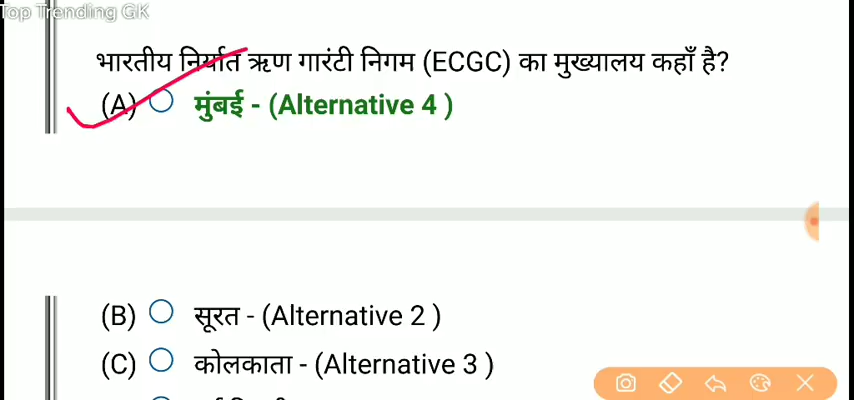 Top Trending GK
भारतीय निर्यात ऋण गारंटी निगम (ECGC) का मुख्यालय कहाँ है?
(A) मुंबई - (Alternative 4 )
(B) सूरत - (Alternative 2 )
(C) कोलकाता - (Alternative 3 )